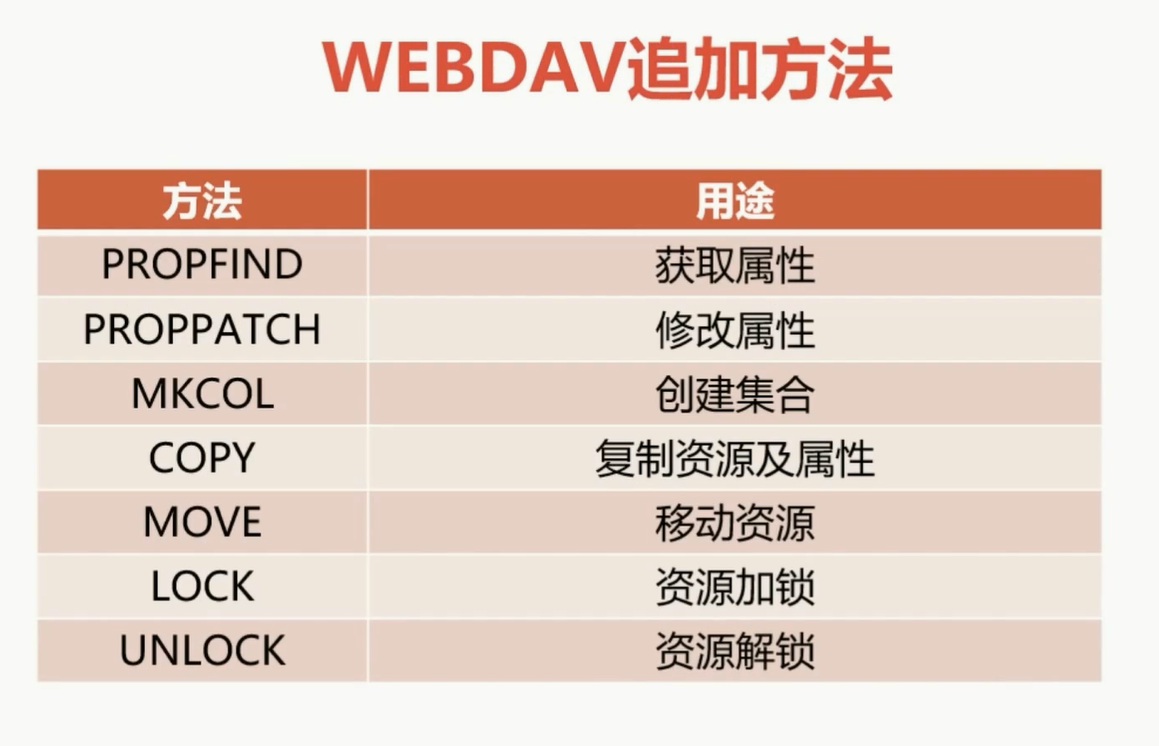 WEBDAV追加方法
方法 用途
PROPFIND 获取属性
PROPPATCH 修改属性
MKCOL 创建集合
COPY 复制资源及属性
MOVE 移动资源
LOCK 资源加锁
UNLOCK 资源解锁